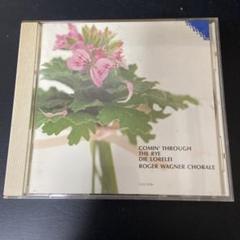 COMIN' THROUGH
THE RYE
DIE LORELEI
ROGER WAGNER CHORALE